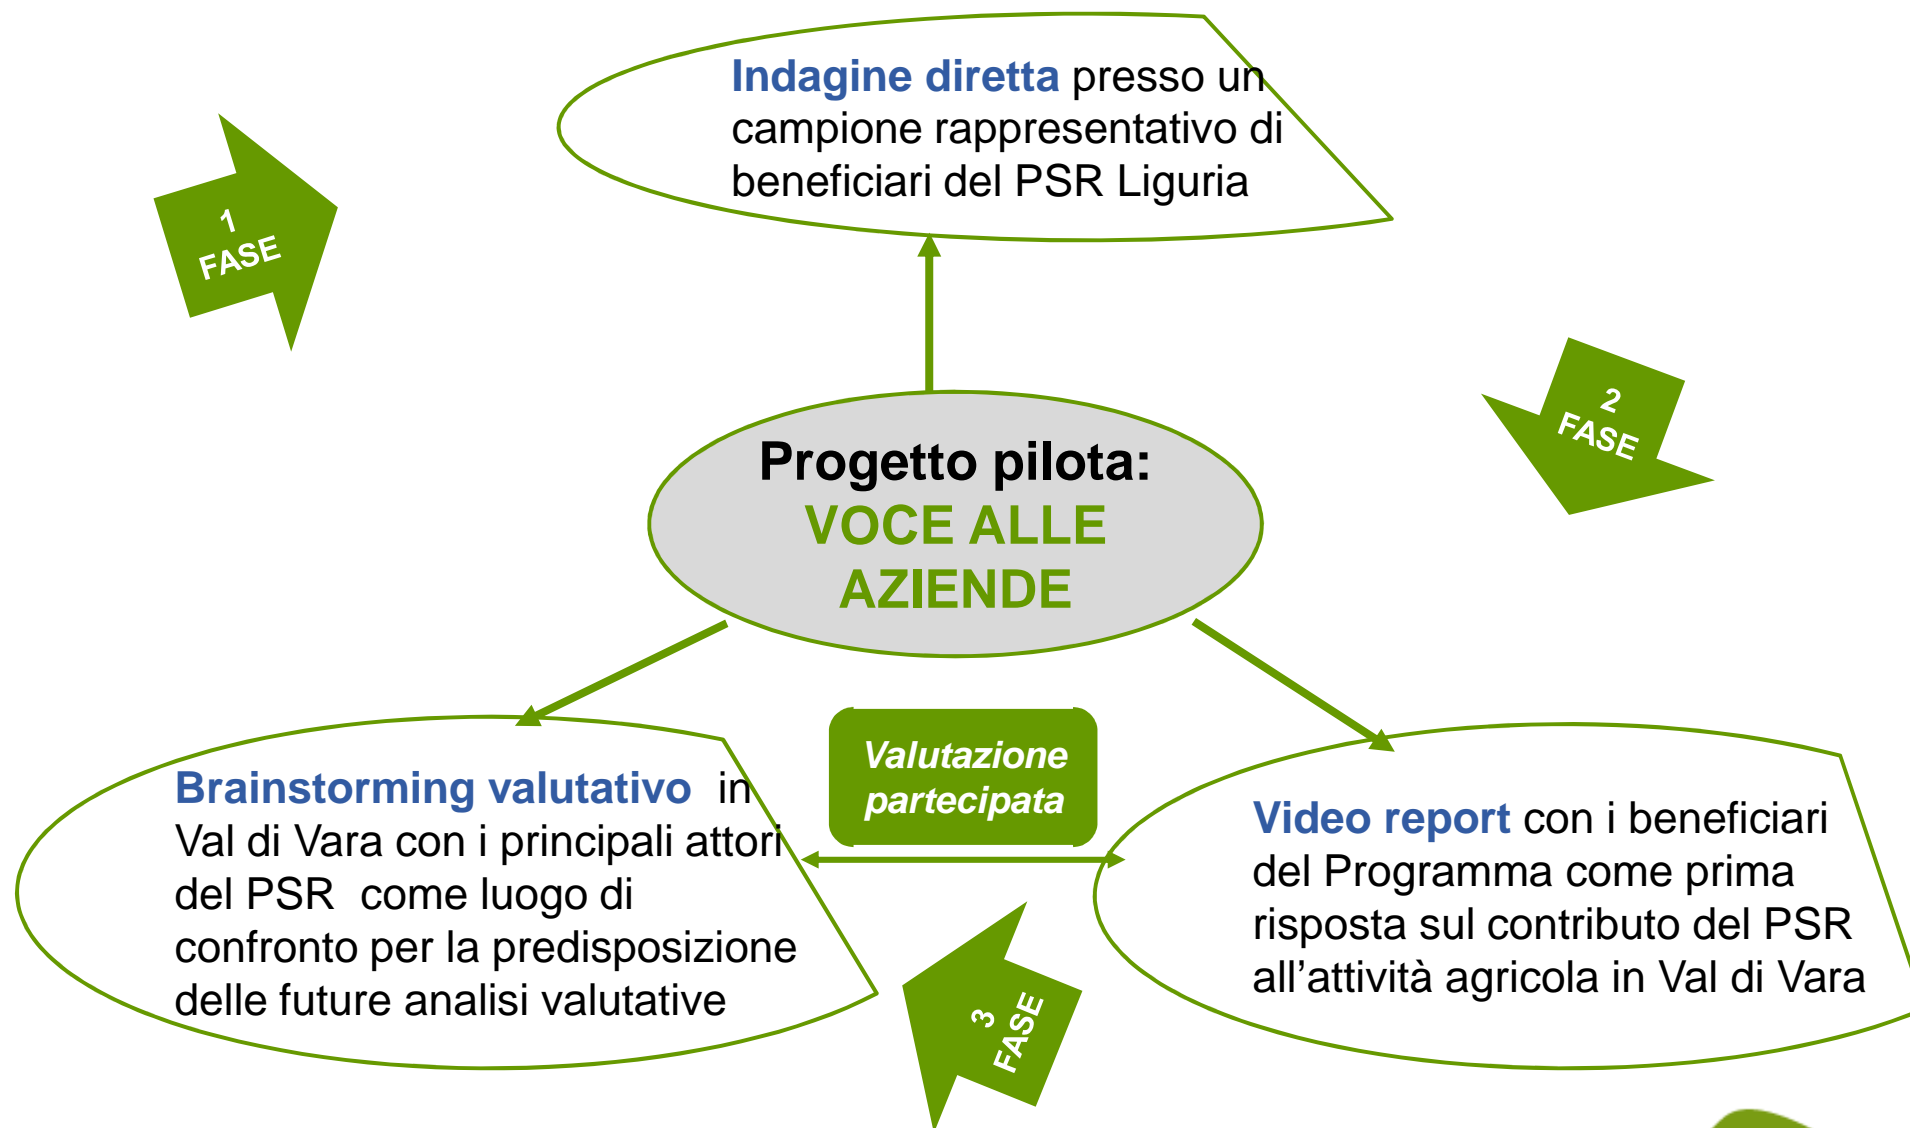 Indagine diretta presso un
campione rappresentativo di
beneficiari del PSR Liguria
1
FASE
2
FASE
Progetto pilota:
VOCE ALLE
AZIENDE
Valutazione
partecipata
Brainstorming valutativo in
Val di Vara con i principali attori
del PSR come luogo di
confronto per la predisposizione
delle future analisi valutative
Video report con i beneficiari
del Programma come prima
risposta sul contributo del PSR
all’attività agricola in Val di Vara
3
FASE